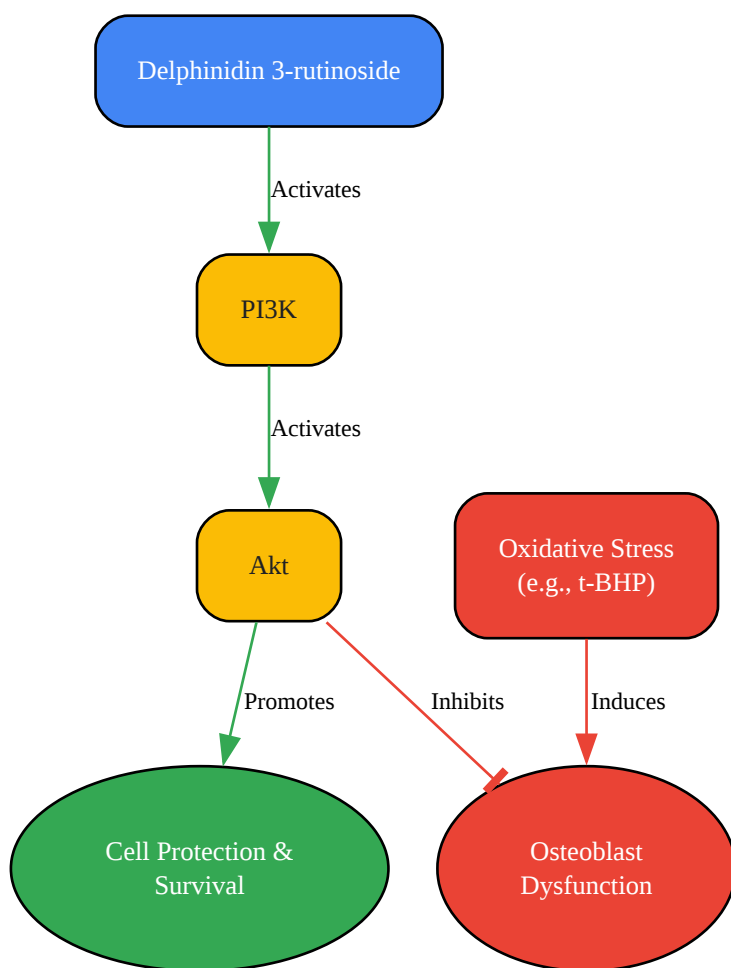 Delphinidin 3-rutinoside
Activates
PI3K
Activates
Akt
Oxidative Stress
(e.g., t-BHP)
Promotes
Inhibits
Induces
Cell Protection &
Survival
Osteoblast
Dysfunction